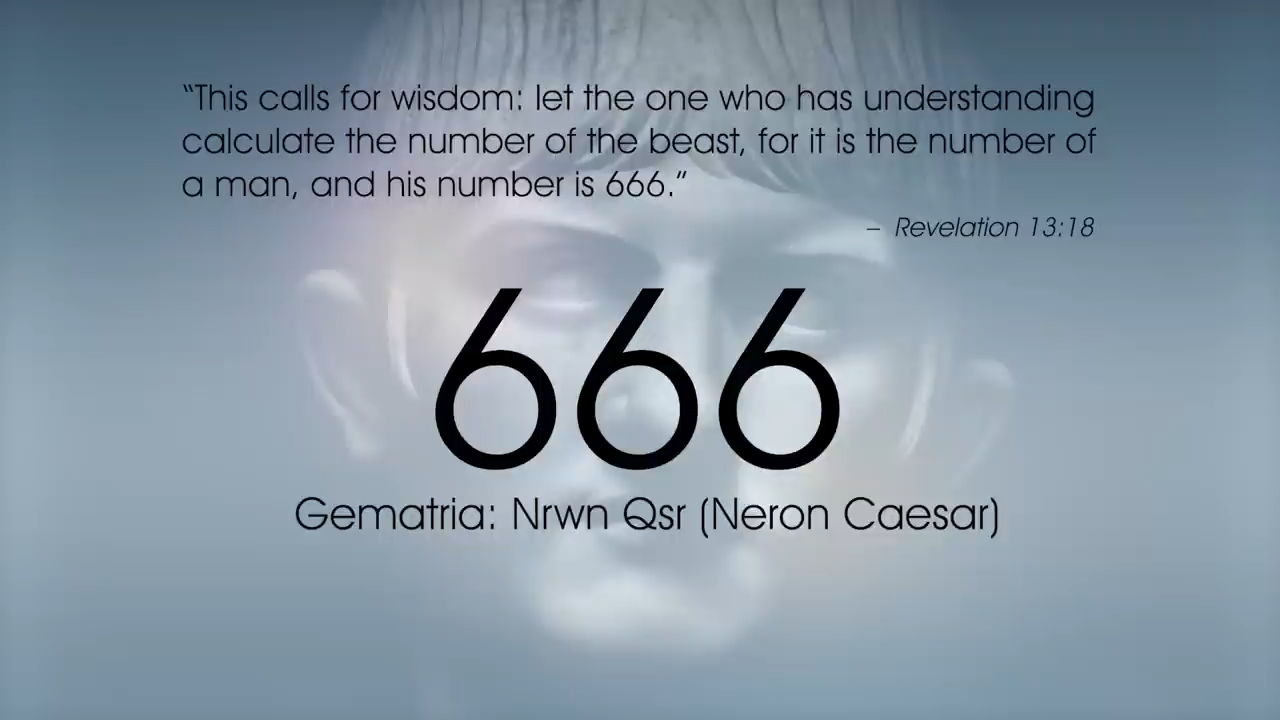 “This calls for wisdom: let the one who has understanding
calculate the number of the beast, for it is the number of
a man, and his number is 666.”
– Revelation 13:18
666
Gematria: Nrwn Qsr (Neron Caesar)